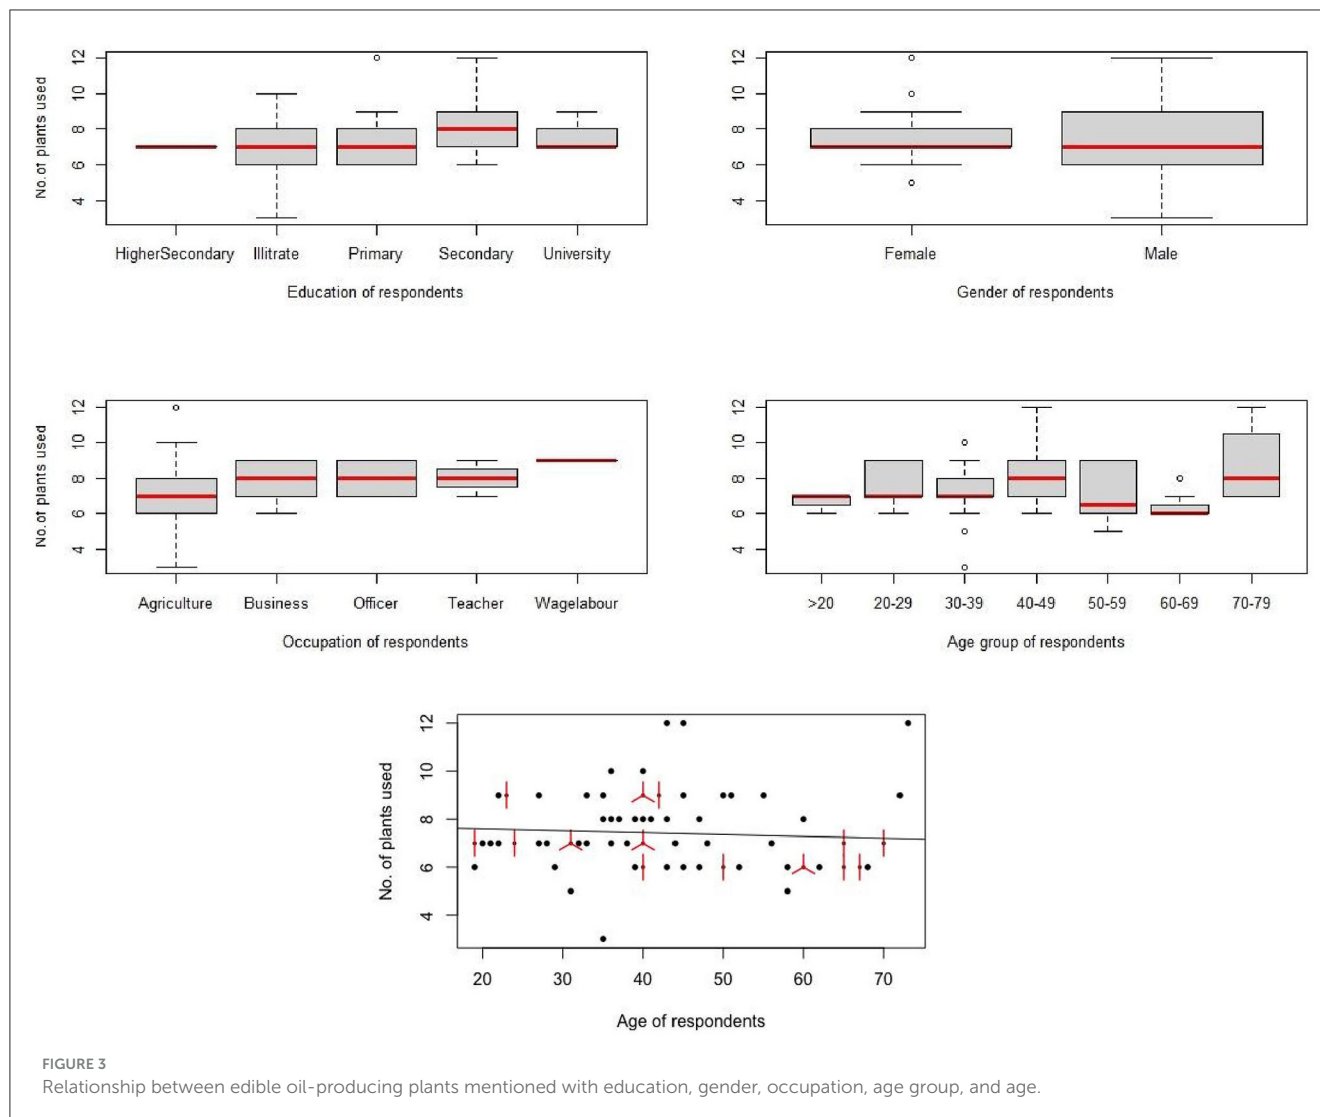 12
10
8
6
4
No.of plants used
HigherSecondary Illitrate Primary Secondary University
Education of respondents
12
10
8
6
4
Female Male
Gender of respondents
12
10
8
6
4
No.of plants used
Agriculture Business Officer Teacher Wagelabour
Occupation of respondents
12
10
8
6
4
>20 20-29 30-39 40-49 50-59 60-69 70-79
Age group of respondents
12
10
8
6
4
No. of plants used
20 30 40 50 60 70
Age of respondents
FIGURE 3
Relationship between edible oil-producing plants mentioned with education, gender, occupation, age group, and age.